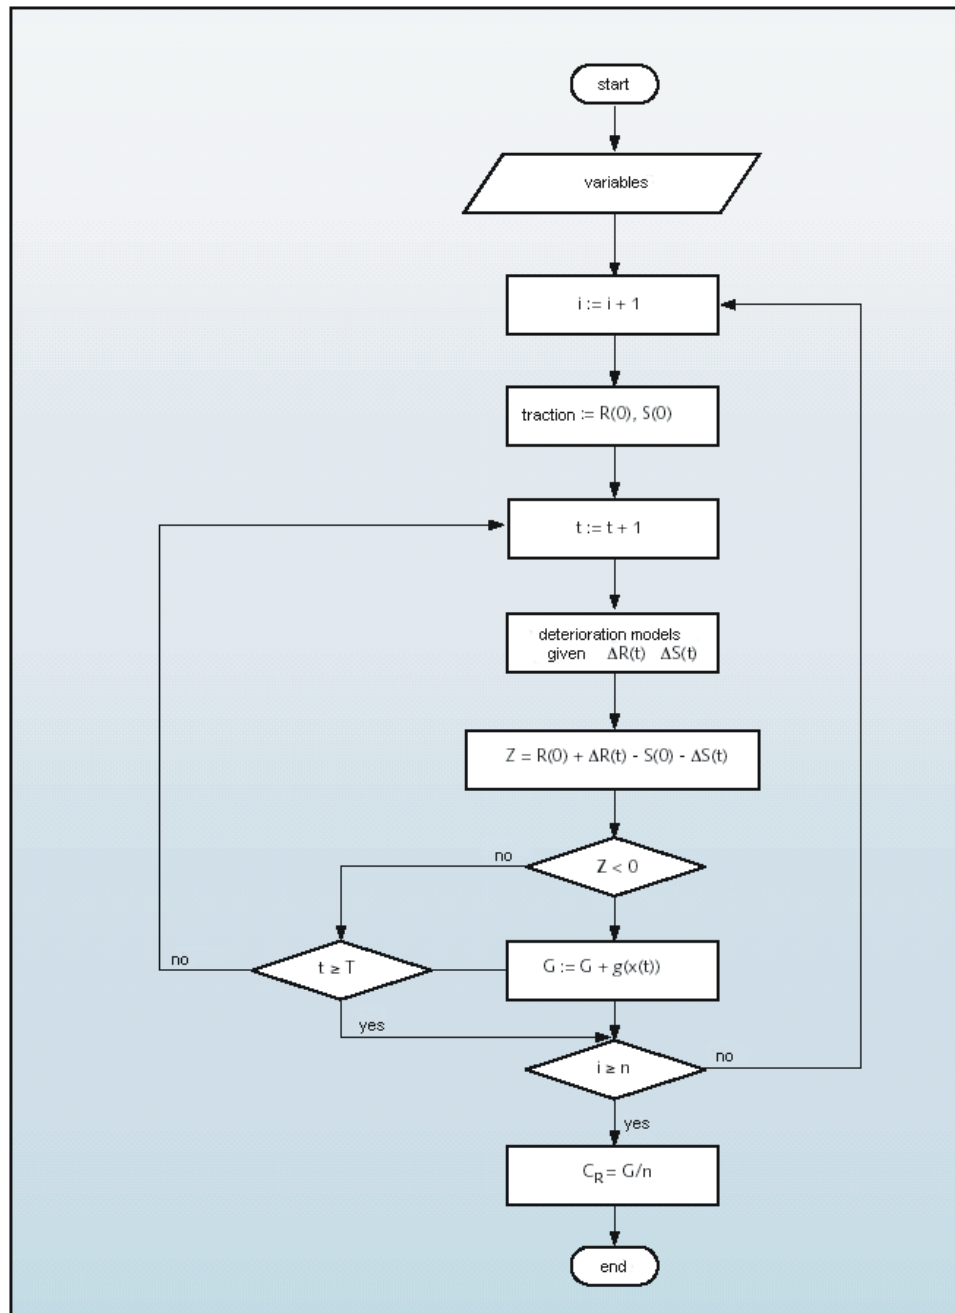 start
variables
i := i + 1
traction := R(0), S(0)
t := t + 1
deterioration models
given ΔR(t) ΔS(t)
Z = R(0) + ΔR(t) - S(0) - ΔS(t)
no
Z < 0
no
t ≥ T
G := G + g(x(t))
yes
i ≥ n
no
yes
C_R = G/n
end